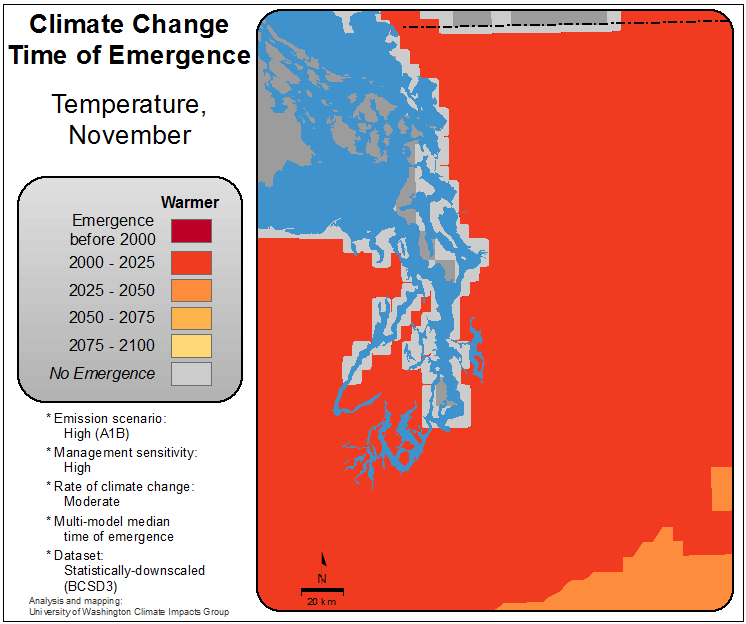 Climate Change
Time of Emergence
Temperature,
November
Warmer
Emergence
before 2000
2000 - 2025
2025 - 2050
2050 - 2075
2075 - 2100
No Emergence
* Emission scenario:
High (A1B)
* Management sensitivity:
High
* Rate of climate change:
Moderate
* Multi-model median
time of emergence
* Dataset:
Statistically-downscaled
(BCSD3)
Analysis and mapping:
University of Washington Climate Impacts Group
N
20 km